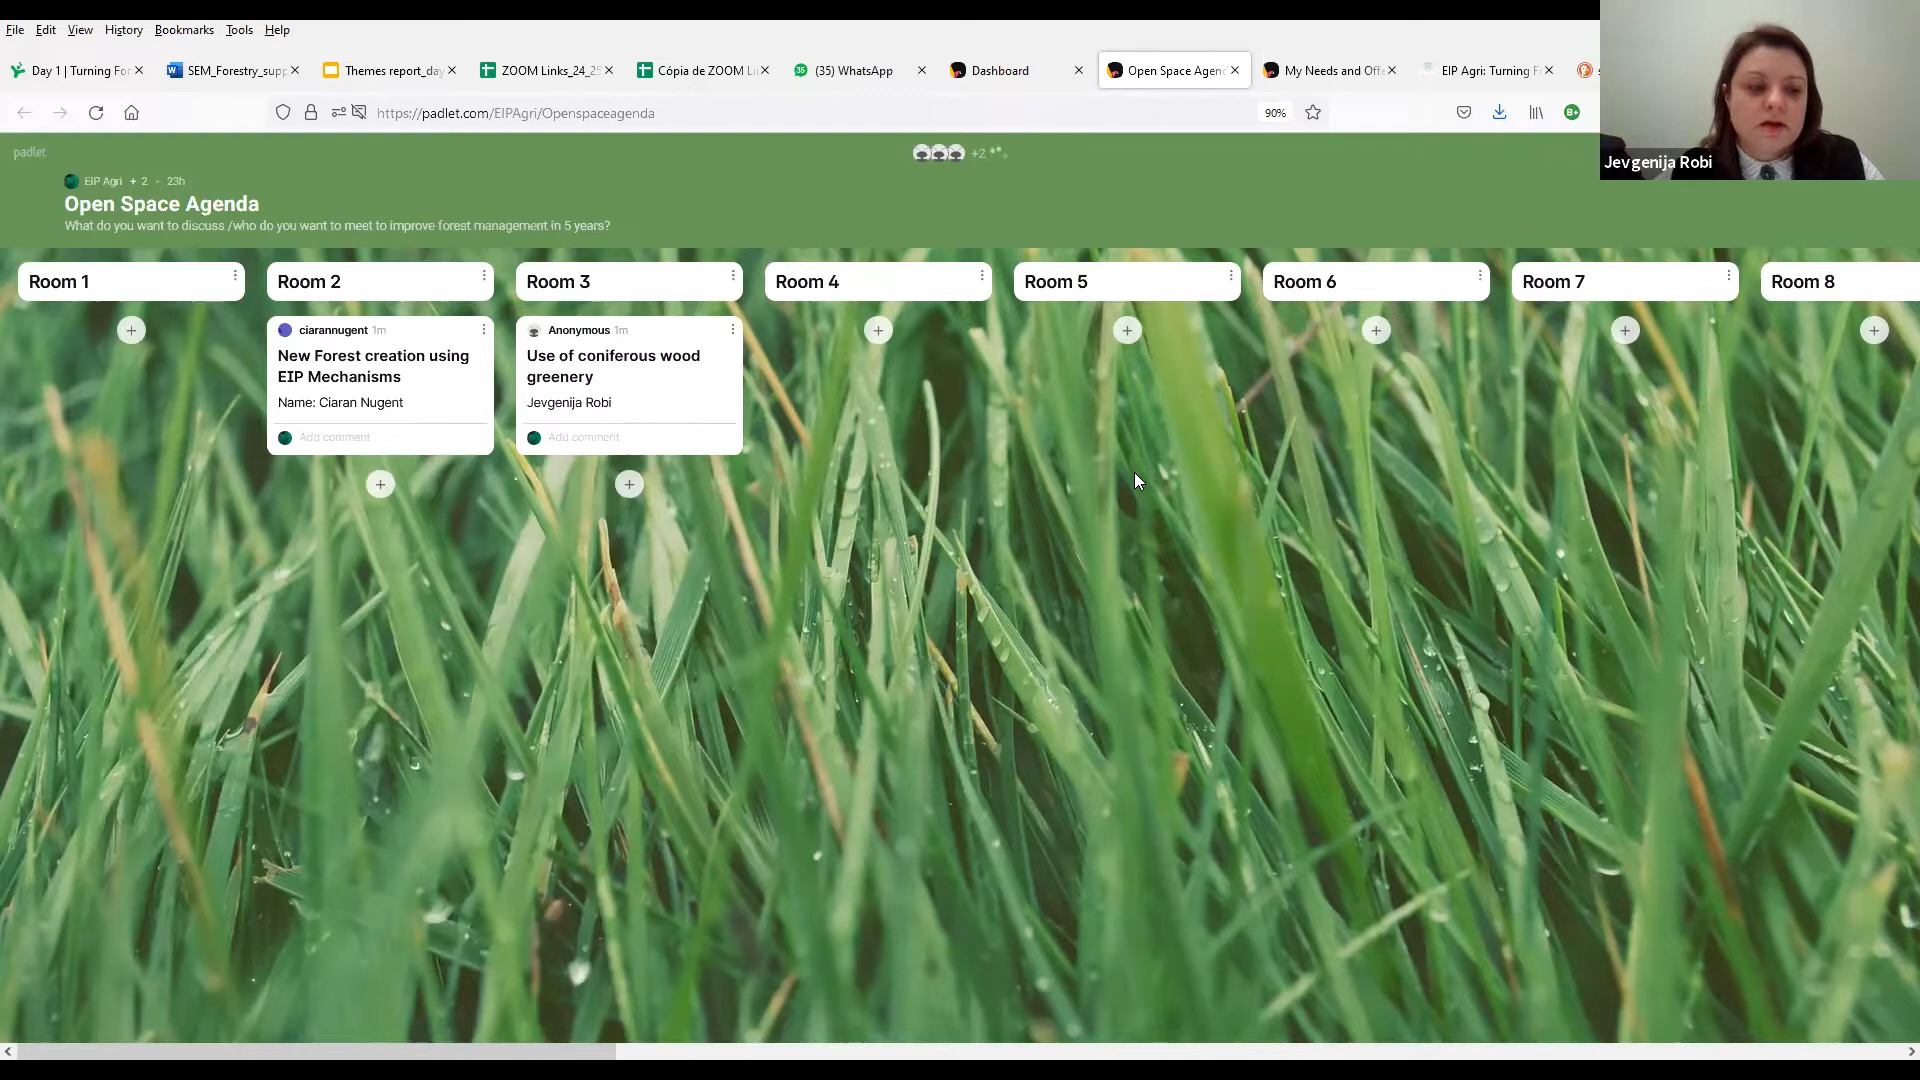 File Edit View History Bookmarks Tools Help
Day 1 | Turning For
SEM_Forestry_supp
Themes report_day
ZOOM Links_24_25
Cópia de ZOOM Li
(35) WhatsApp
Dashboard
Open Space Agend
My Needs and Offe
EIP Agri: Turning F
https://padlet.com/EIPAgri/Openspaceagenda
90%
Jevgenija Robi
padlet
+2
EIP Agri + 2 • 23h
Open Space Agenda
What do you want to discuss /who do you want to meet to improve forest management in 5 years?
Room 1
Room 2
Room 3
Room 4
Room 5
Room 6
Room 7
Room 8
ciarannugent 1m
New Forest creation using
EIP Mechanisms
Name: Ciaran Nugent
Add comment
Anonymous 1m
Use of coniferous wood
greenery
Jevgenija Robi
Add comment